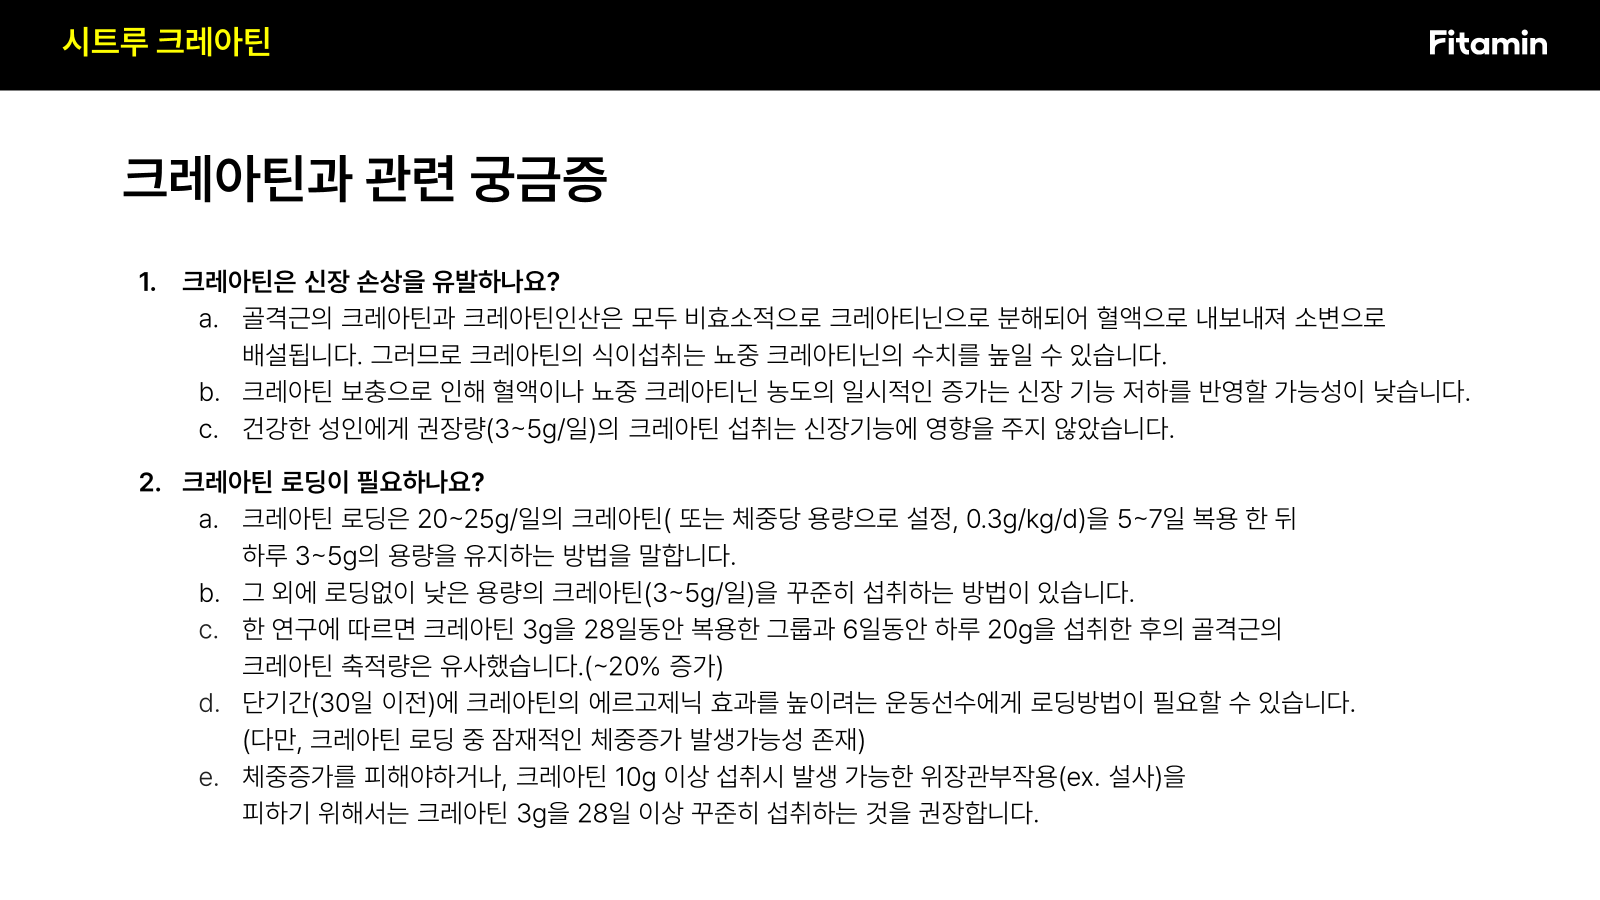 시트루 크레아틴
Fitamin
크레아틴과 관련 궁금증
1. 크레아틴은 신장 손상을 유발하나요?
a. 골격근의 크레아틴과 크레아틴인산은 모두 비효소적으로 크레아티닌으로 분해되어 혈액으로 내보내져 소변으로
배설됩니다. 그러므로 크레아틴의 식이섭취는 뇨중 크레아티닌의 수치를 높일 수 있습니다.
b. 크레아틴 보충으로 인해 혈액이나 뇨중 크레아티닌 농도의 일시적인 증가는 신장 기능 저하를 반영할 가능성이 낮습니다.
c. 건강한 성인에게 권장량(3~5g/일)의 크레아틴 섭취는 신장기능에 영향을 주지 않았습니다.
2. 크레아틴 로딩이 필요하나요?
a. 크레아틴 로딩은 20~25g/일의 크레아틴( 또는 체중당 용량으로 설정, 0.3g/kg/d)을 5~7일 복용 한 뒤
하루 3~5g의 용량을 유지하는 방법을 말합니다.
b. 그 외에 로딩없이 낮은 용량의 크레아틴(3~5g/일)을 꾸준히 섭취하는 방법이 있습니다.
c. 한 연구에 따르면 크레아틴 3g을 28일동안 복용한 그룹과 6일동안 하루 20g을 섭취한 후의 골격근의
크레아틴 축적량은 유사했습니다.(~20% 증가)
d. 단기간(30일 이전)에 크레아틴의 에르고제닉 효과를 높이려는 운동선수에게 로딩방법이 필요할 수 있습니다.
(다만, 크레아틴 로딩 중 잠재적인 체중증가 발생가능성 존재)
e. 체중증가를 피해야하거나, 크레아틴 10g 이상 섭취시 발생 가능한 위장관부작용(ex. 설사)을
피하기 위해서는 크레아틴 3g을 28일 이상 꾸준히 섭취하는 것을 권장합니다.